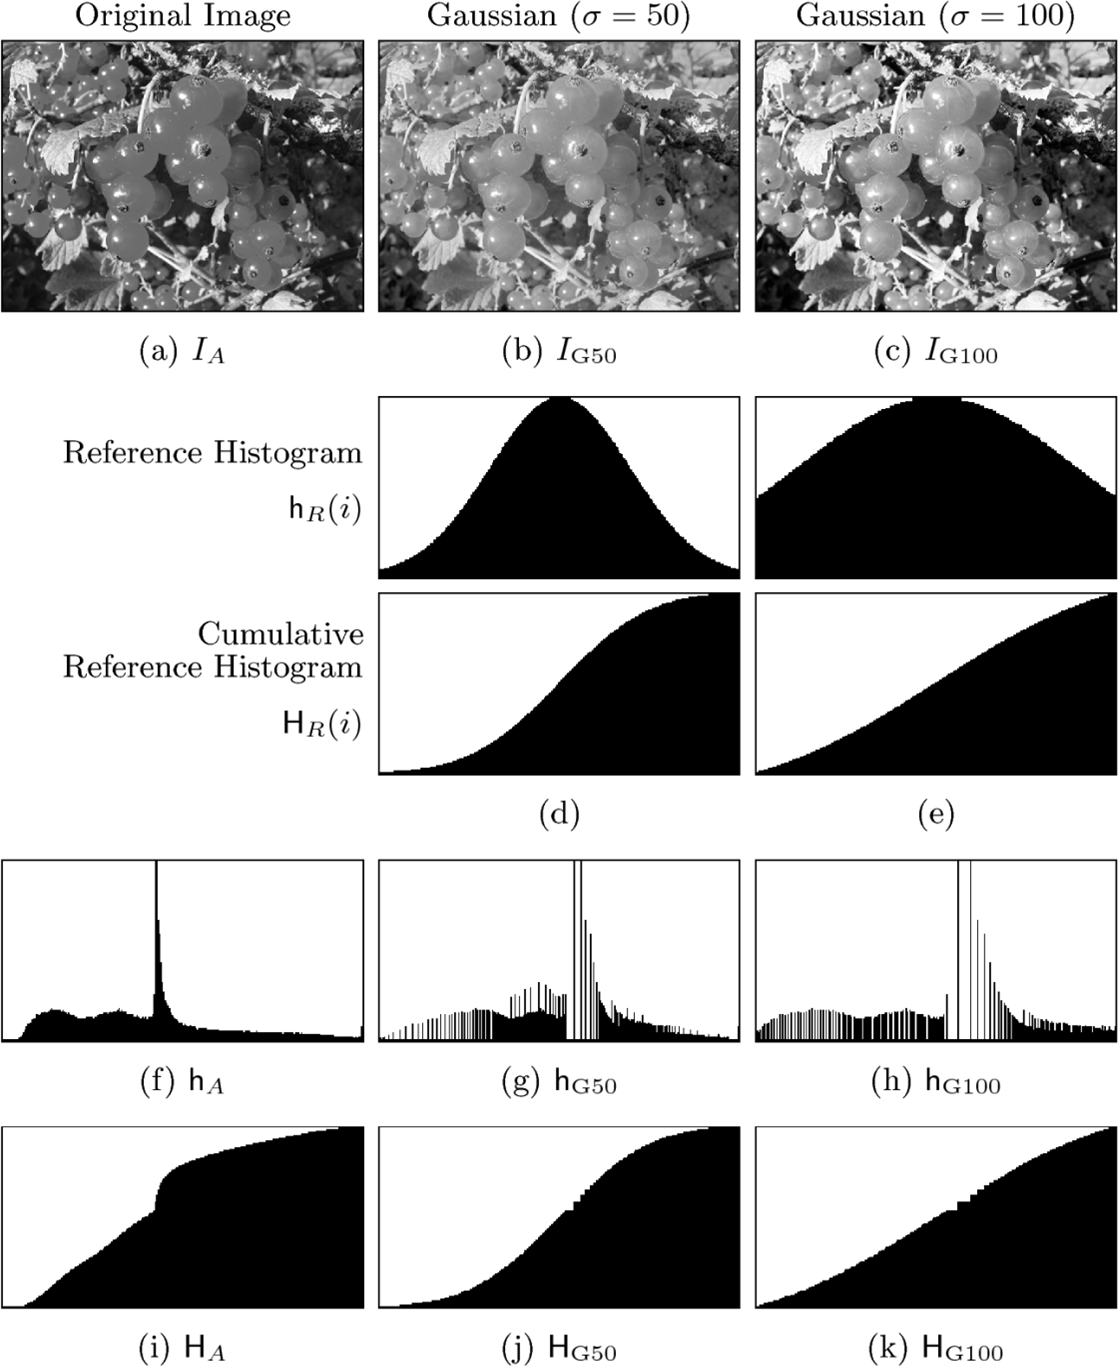 Original Image
Gaussian (σ = 50)
Gaussian (σ = 100)
(a) I_A
(b) I_G50
(c) I_G100
Reference Histogram
h_R(i)
Cumulative
Reference Histogram
H_R(i)
(d)
(e)
(f) h_A
(g) h_G50
(h) h_G100
(i) H_A
(j) H_G50
(k) H_G100